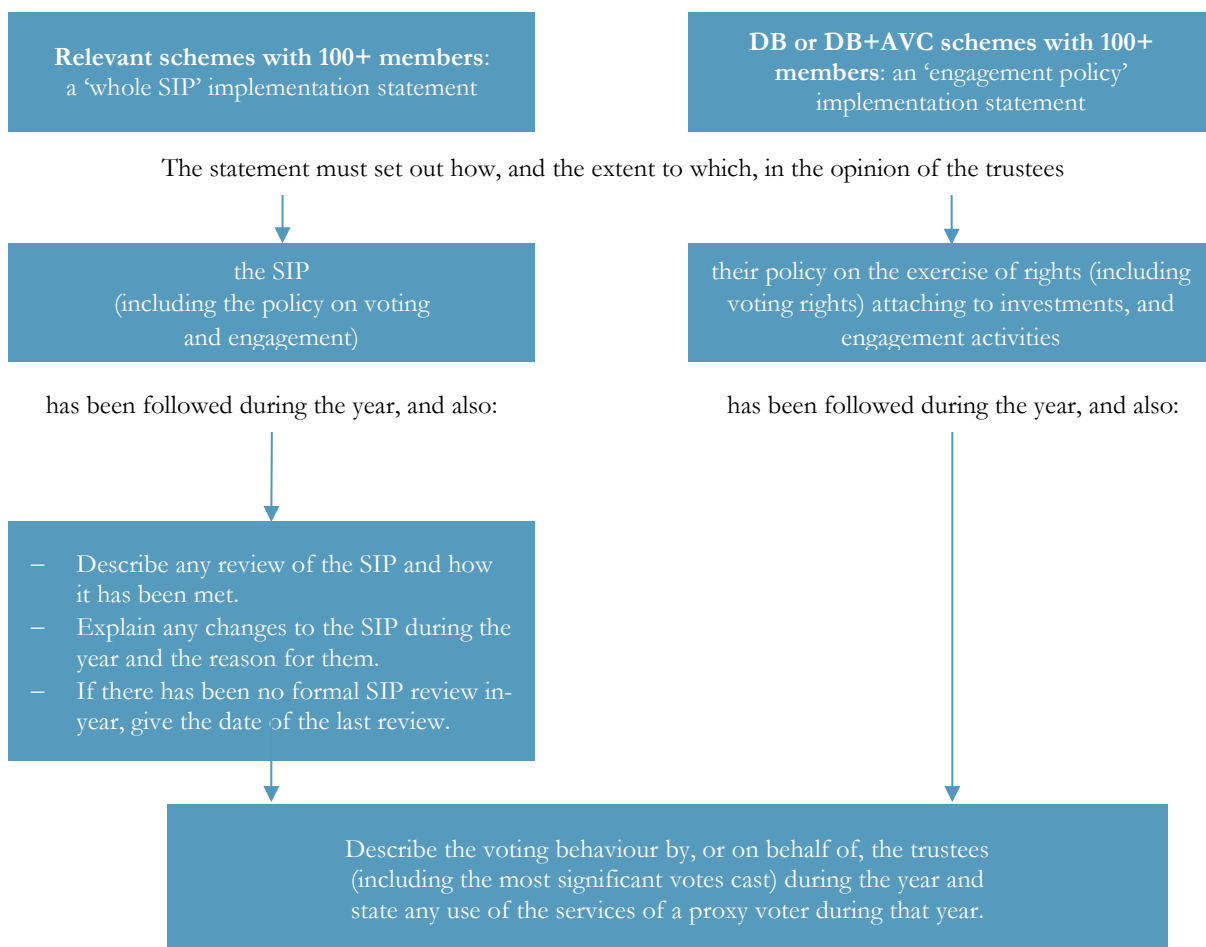 Relevant schemes with 100+ members:
a ‘whole SIP’ implementation statement
DB or DB+AVC schemes with 100+
members: an ‘engagement policy’
implementation statement
The statement must set out how, and the extent to which, in the opinion of the trustees
the SIP
(including the policy on voting
and engagement)
their policy on the exercise of rights (including
voting rights) attaching to investments, and
engagement activities
has been followed during the year, and also:
has been followed during the year, and also:
– Describe any review of the SIP and how
it has been met.
– Explain any changes to the SIP during the
year and the reason for them.
– If there has been no formal SIP review in-
year, give the date of the last review.
Describe the voting behaviour by, or on behalf of, the trustees
(including the most significant votes cast) during the year and
state any use of the services of a proxy voter during that year.